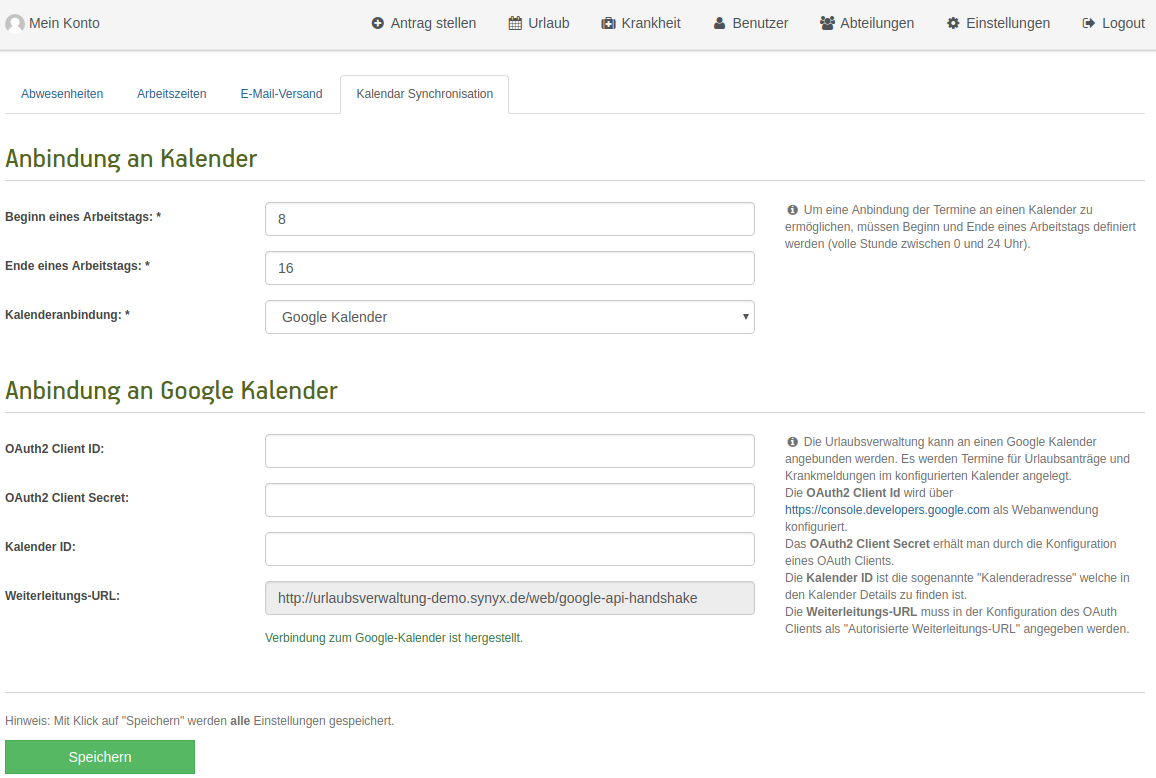 Mein Konto Antrag stellen Urlaub Krankheit Benutzer Abteilungen Einstellungen Logout
Abwesenheiten Arbeitszeiten E-Mail-Versand Kalendar Synchronisation
Anbindung an Kalender
Beginn eines Arbeitstags: * 8
Ende eines Arbeitstags: * 16
Kalenderanbindung: * Google Kalender
Um eine Anbindung der Termine an einen Kalender zu
ermöglichen, müssen Beginn und Ende eines Arbeitstags definiert
werden (volle Stunde zwischen 0 und 24 Uhr).
Anbindung an Google Kalender
OAuth2 Client ID:
OAuth2 Client Secret:
Kalender ID:
Weiterleitungs-URL: http://urlaubsverwaltung-demo.synyx.de/web/google-api-handshake
Verbindung zum Google-Kalender ist hergestellt.
Die Urlaubsverwaltung kann an einen Google Kalender
angebunden werden. Es werden Termine für Urlaubsanträge und
Krankmeldungen im konfigurierten Kalender angelegt.
Die OAuth2 Client Id wird über
https://console.developers.google.com als Webanwendung
konfiguriert.
Das OAuth2 Client Secret erhält man durch die Konfiguration
eines OAuth Clients.
Die Kalender ID ist die sogenannte "Kalenderadresse" welche in
den Kalender Details zu finden ist.
Die Weiterleitungs-URL muss in der Konfiguration des OAuth
Clients als "Autorisierte Weiterleitungs-URL" angegeben werden.
Hinweis: Mit Klick auf "Speichern" werden alle Einstellungen gespeichert.
Speichern